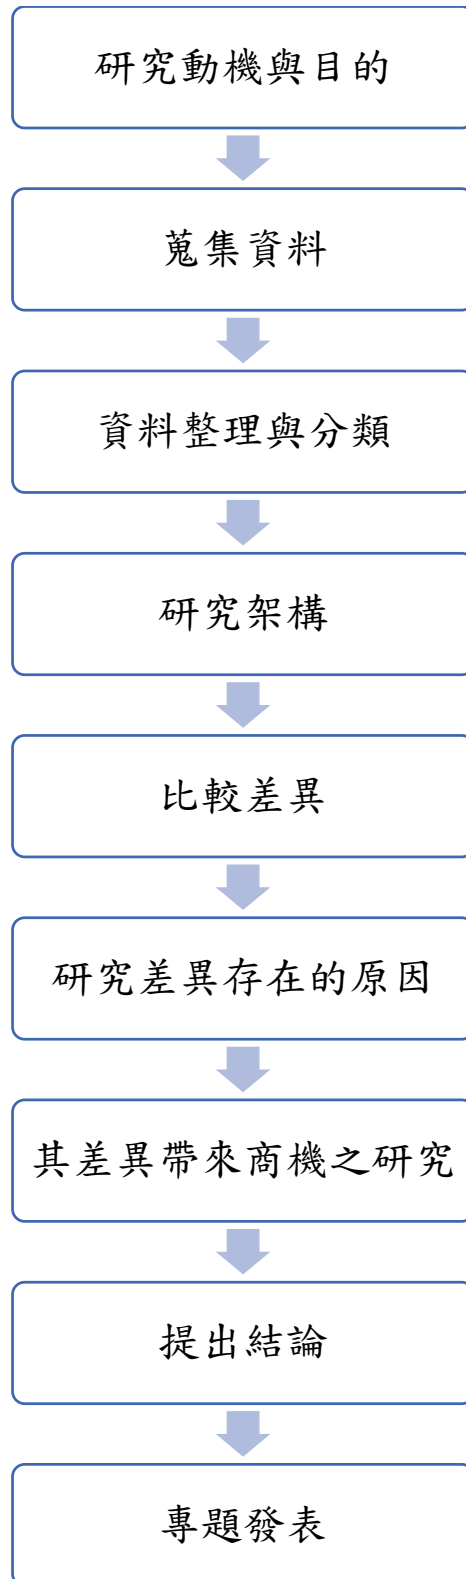 研究動機與目的
蒐集資料
資料整理與分類
研究架構
比較差異
研究差異存在的原因
其差異帶來商機之研究
提出結論
專題發表